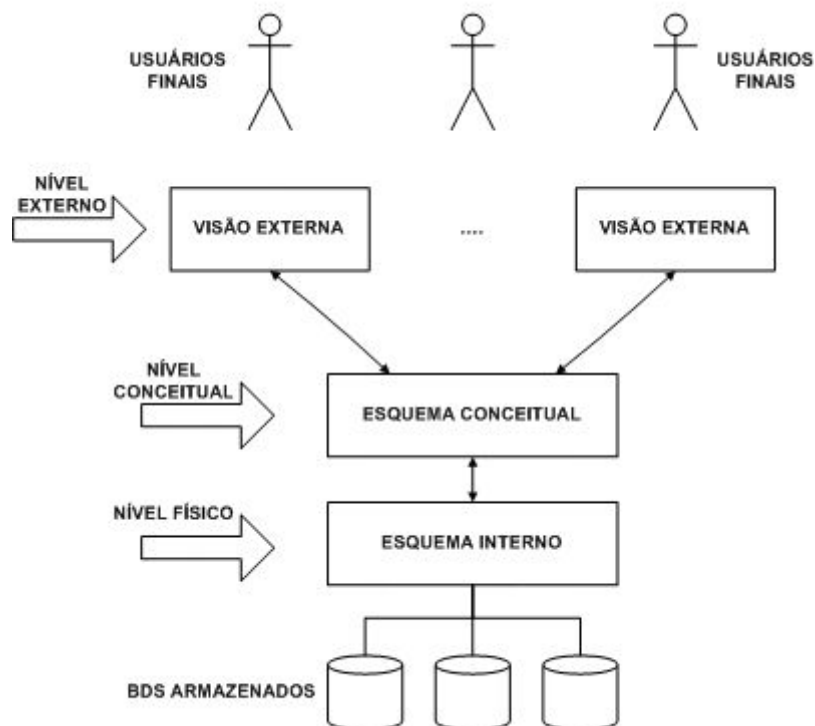 USUÁRIOS
FINAIS
USUÁRIOS
FINAIS
NÍVEL
EXTERNO
VISÃO EXTERNA
....
VISÃO EXTERNA
NÍVEL
CONCEITUAL
ESQUEMA CONCEITUAL
NÍVEL FÍSICO
ESQUEMA INTERNO
BDS ARMAZENADOS